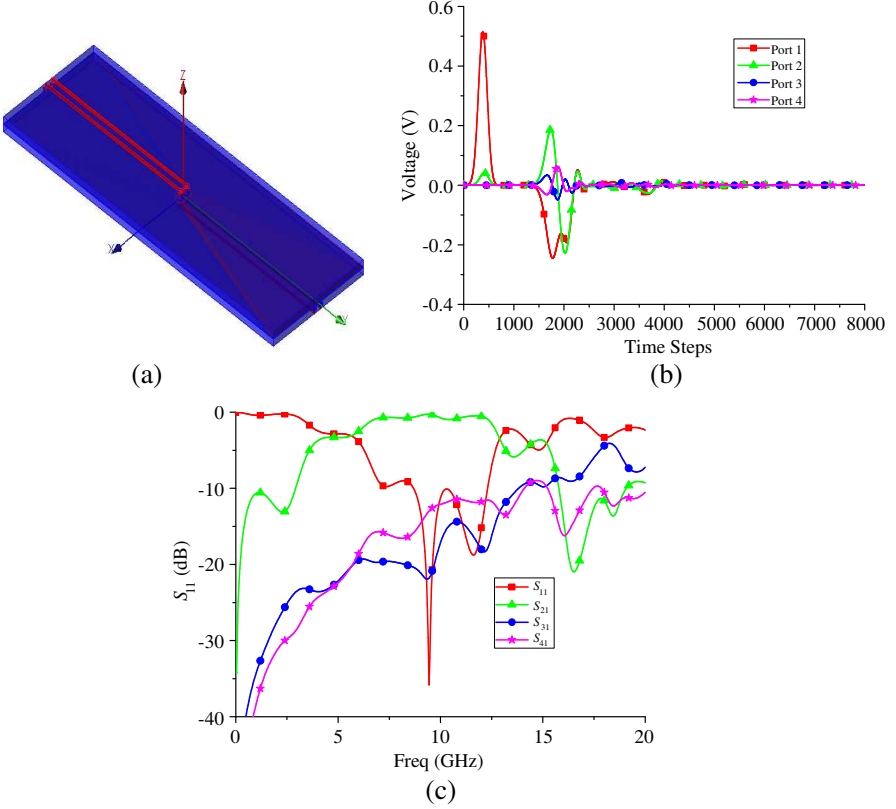 Z
X
Y
(a)
0.6
0.4
0.2
0.0
-0.2
-0.4
Voltage (V)
Port 1
Port 2
Port 3
Port 4
0 1000 2000 3000 4000 5000 6000 7000 8000
Time Steps
(b)
0
-10
-20
-30
-40
S11 (dB)
S11
S21
S31
S41
0 5 10 15 20
Freq (GHz)
(c)